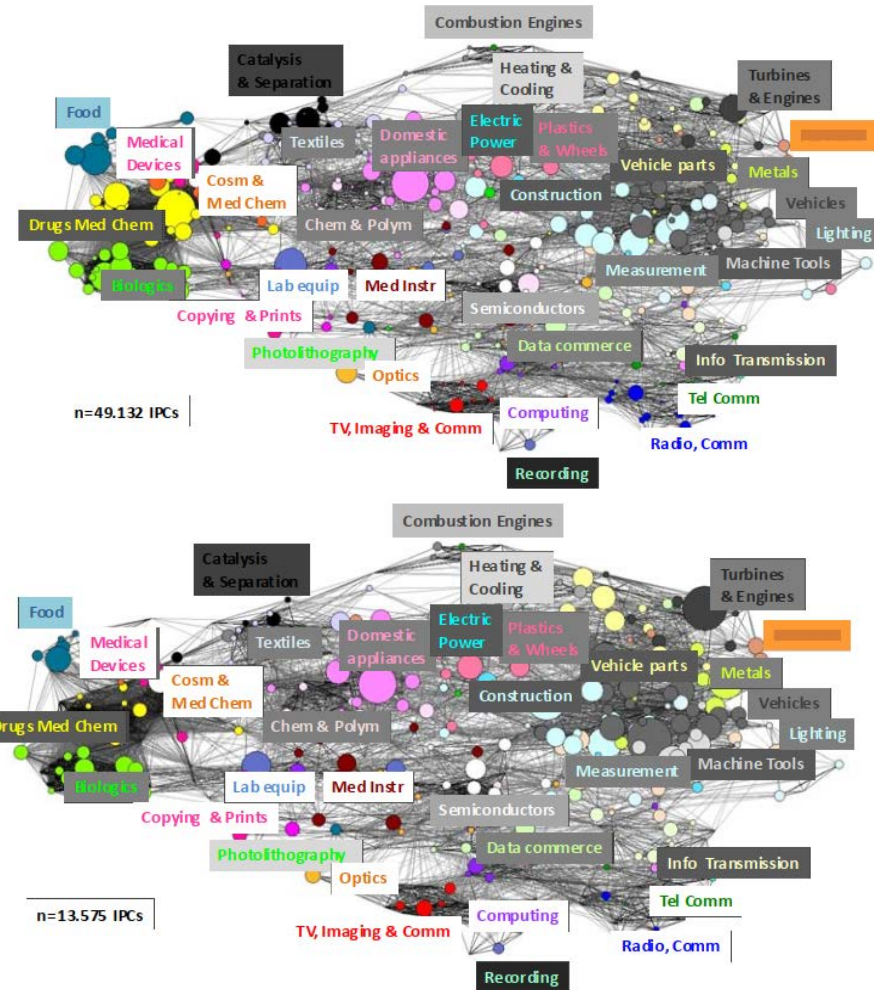 Combustion Engines
Catalysis
& Separation
Heating &
Cooling
Turbines
& Engines
Food
Medical
Devices
Textiles
Domestic
appliances
Electric
Power
Plastics
& Wheels
Vehicle parts
Metals
Cosm &
Med Chem
Construction
Vehicles
Drugs Med Chem
Chem & Polym
Lighting
Biologics
Lab equip
Med Instr
Measurement
Machine Tools
Copying & Prints
Semiconductors
Photolithography
Data commerce
Info Transmission
Optics
n=49.132 IPCs
TV, Imaging & Comm
Computing
Tel Comm
Radio, Comm
Recording
Combustion Engines
Catalysis
& Separation
Heating &
Cooling
Turbines
& Engines
Food
Medical
Devices
Textiles
Domestic
appliances
Electric
Power
Plastics
& Wheels
Vehicle parts
Metals
Cosm &
Med Chem
Construction
Vehicles
Drugs Med Chem
Chem & Polym
Lighting
Biologics
Lab equip
Med Instr
Measurement
Machine Tools
Copying & Prints
Semiconductors
Photolithography
Data commerce
Info Transmission
Optics
n=13.575 IPCs
TV, Imaging & Comm
Computing
Tel Comm
Radio, Comm
Recording